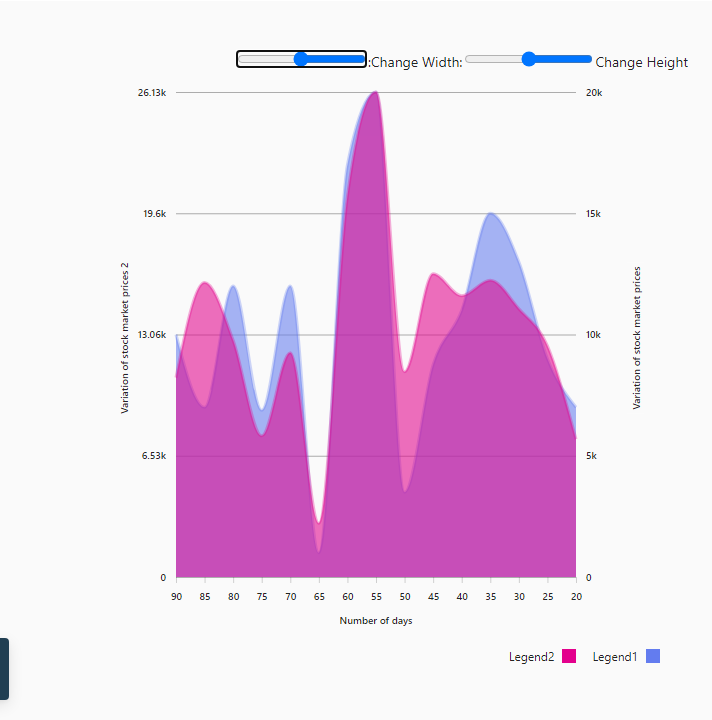 :Change Width: Change Height
26.13k
19.6k
13.06k
6.53k
0
Variation of stock market prices 2
20k
15k
10k
5k
0
Variation of stock market prices
90 85 80 75 70 65 60 55 50 45 40 35 30 25 20
Number of days
Legend2 Legend1